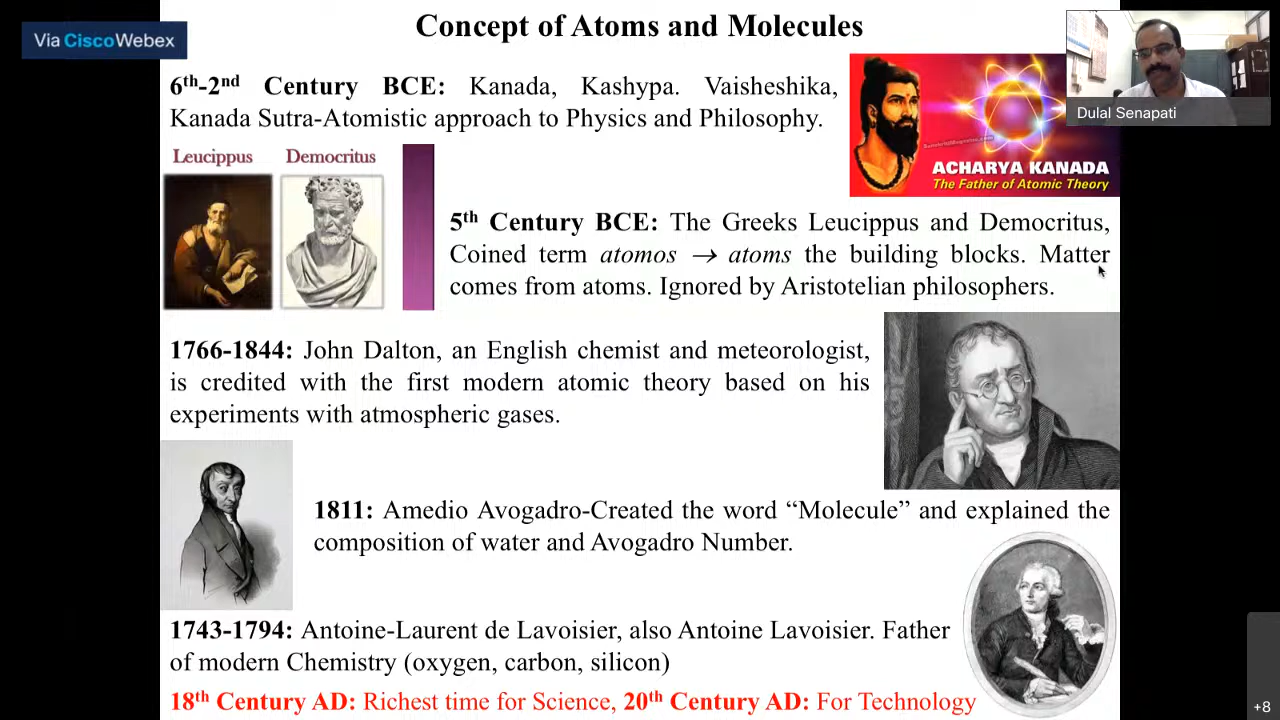 Concept of Atoms and Molecules
Via CiscoWebex
Dulal Senapati
6th-2nd Century BCE: Kanada, Kashypa. Vaisheshika,
Kanada Sutra-Atomistic approach to Physics and Philosophy.
ACHARYA KANADA
The Father of Atomic Theory
Leucippus Democritus
5th Century BCE: The Greeks Leucippus and Democritus,
Coined term atomos → atoms the building blocks. Matter
comes from atoms. Ignored by Aristotelian philosophers.
1766-1844: John Dalton, an English chemist and meteorologist,
is credited with the first modern atomic theory based on his
experiments with atmospheric gases.
1811: Amedio Avogadro-Created the word “Molecule” and explained the
composition of water and Avogadro Number.
1743-1794: Antoine-Laurent de Lavoisier, also Antoine Lavoisier. Father
of modern Chemistry (oxygen, carbon, silicon)
18th Century AD: Richest time for Science, 20th Century AD: For Technology
+8